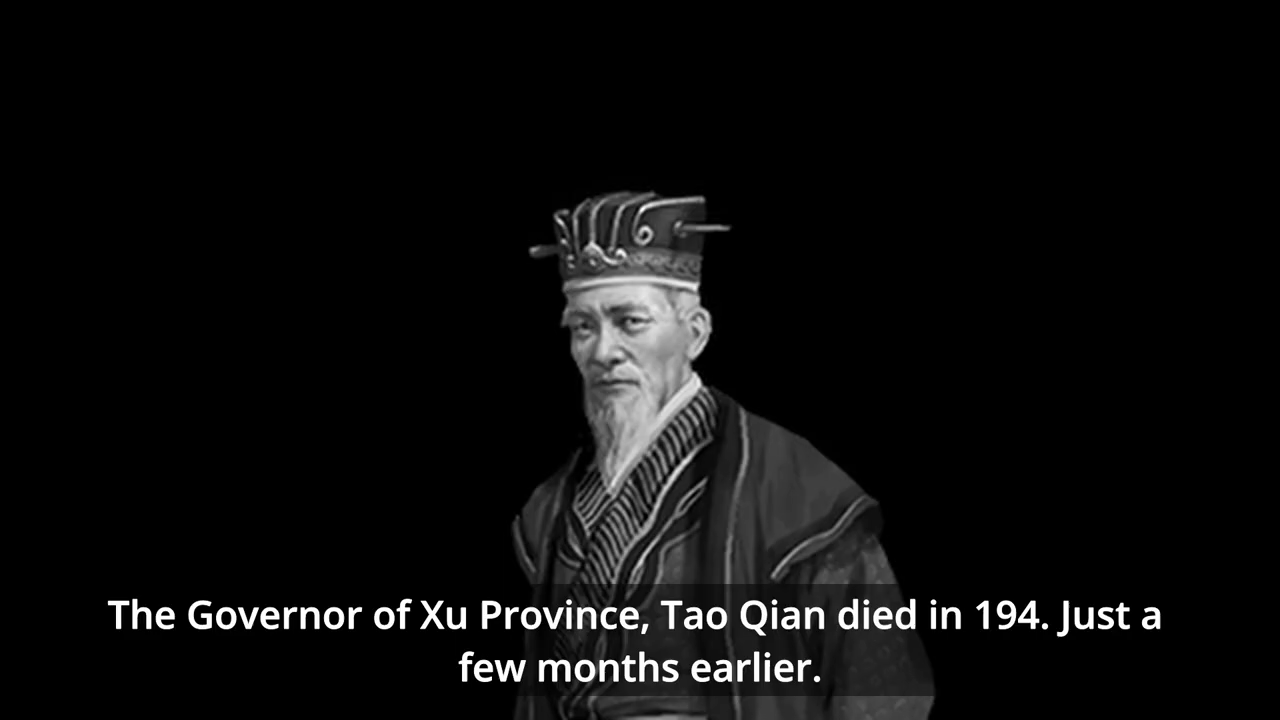 The Governor of Xu Province, Tao Qian died in 194. Just a
few months earlier.